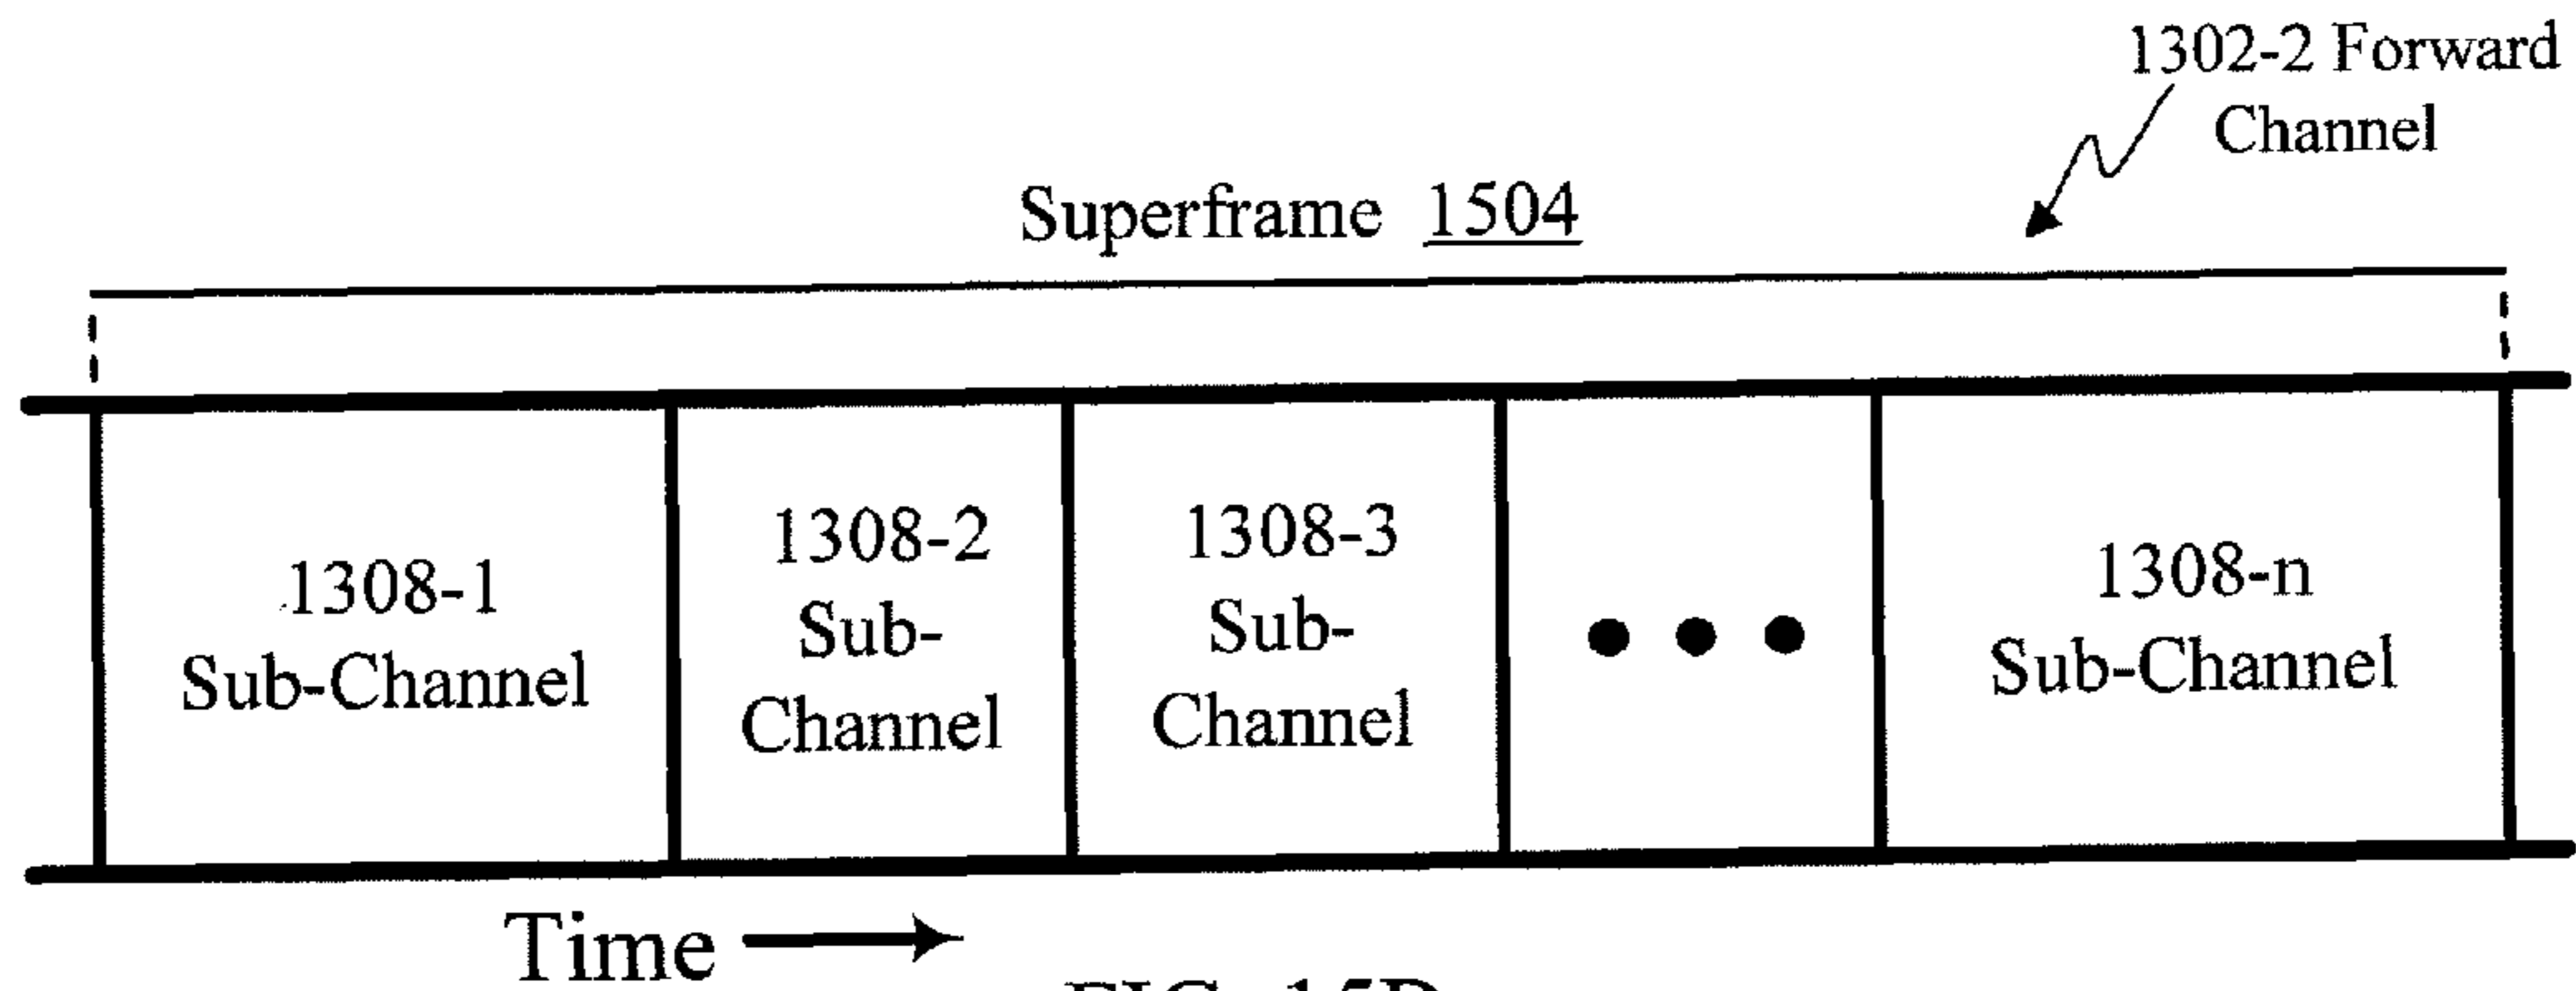 1302-2 Forward
Channel
Superframe 1504
1308-1
Sub-Channel
1308-2
Sub-
Channel
1308-3
Sub-
Channel
1308-n
Sub-Channel
Time